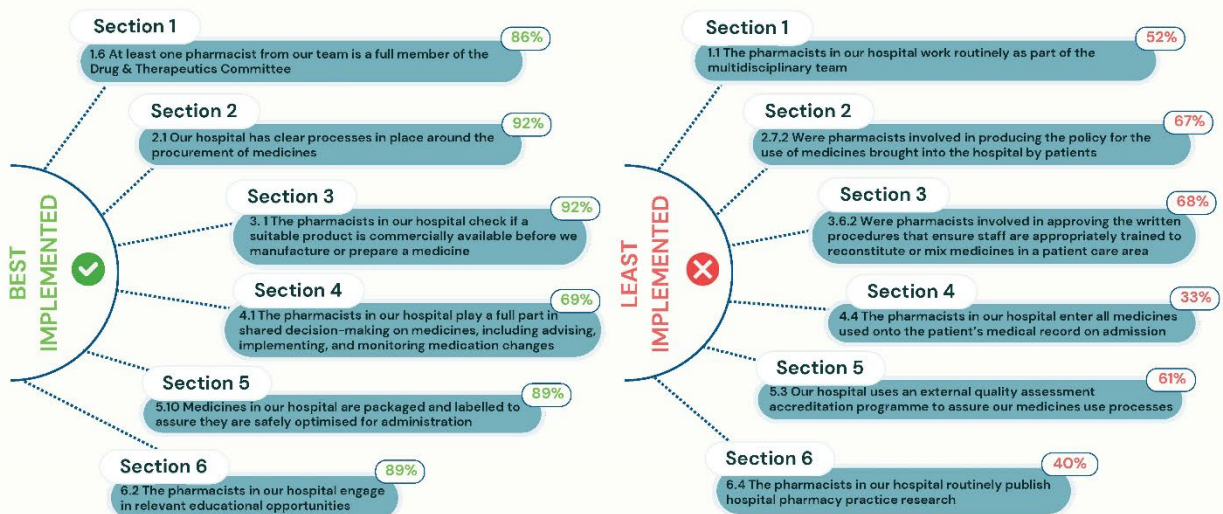 BEST
IMPLEMENTED
Section 1
86%
1.6 At least one pharmacist from our team is a full member of the
Drug & Therapeutics Committee
Section 2
92%
2.1 Our hospital has clear processes in place around the
procurement of medicines
Section 3
92%
3.1 The pharmacists in our hospital check if a
suitable product is commercially available before we
manufacture or prepare a medicine
Section 4
69%
4.1 The pharmacists in our hospital play a full part in
shared decision-making on medicines, including advising,
implementing, and monitoring medication changes
Section 5
89%
5.10 Medicines in our hospital are packaged and labelled to
assure they are safely optimised for administration
Section 6
89%
6.2 The pharmacists in our hospital engage
in relevant educational opportunities
LEAST
IMPLEMENTED
Section 1
52%
1.1 The pharmacists in our hospital work routinely as part of the
multidisciplinary team
Section 2
67%
2.7.2 Were pharmacists involved in producing the policy for the
use of medicines brought into the hospital by patients
Section 3
68%
3.6.2 Were pharmacists involved in approving the written
procedures that ensure staff are appropriately trained to
reconstitute or mix medicines in a patient care area
Section 4
33%
4.4 The pharmacists in our hospital enter all medicines
used onto the patient's medical record on admission
Section 5
61%
5.3 Our hospital uses an external quality assessment
accreditation programme to assure our medicines use processes
Section 6
40%
6.4 The pharmacists in our hospital routinely publish
hospital pharmacy practice research